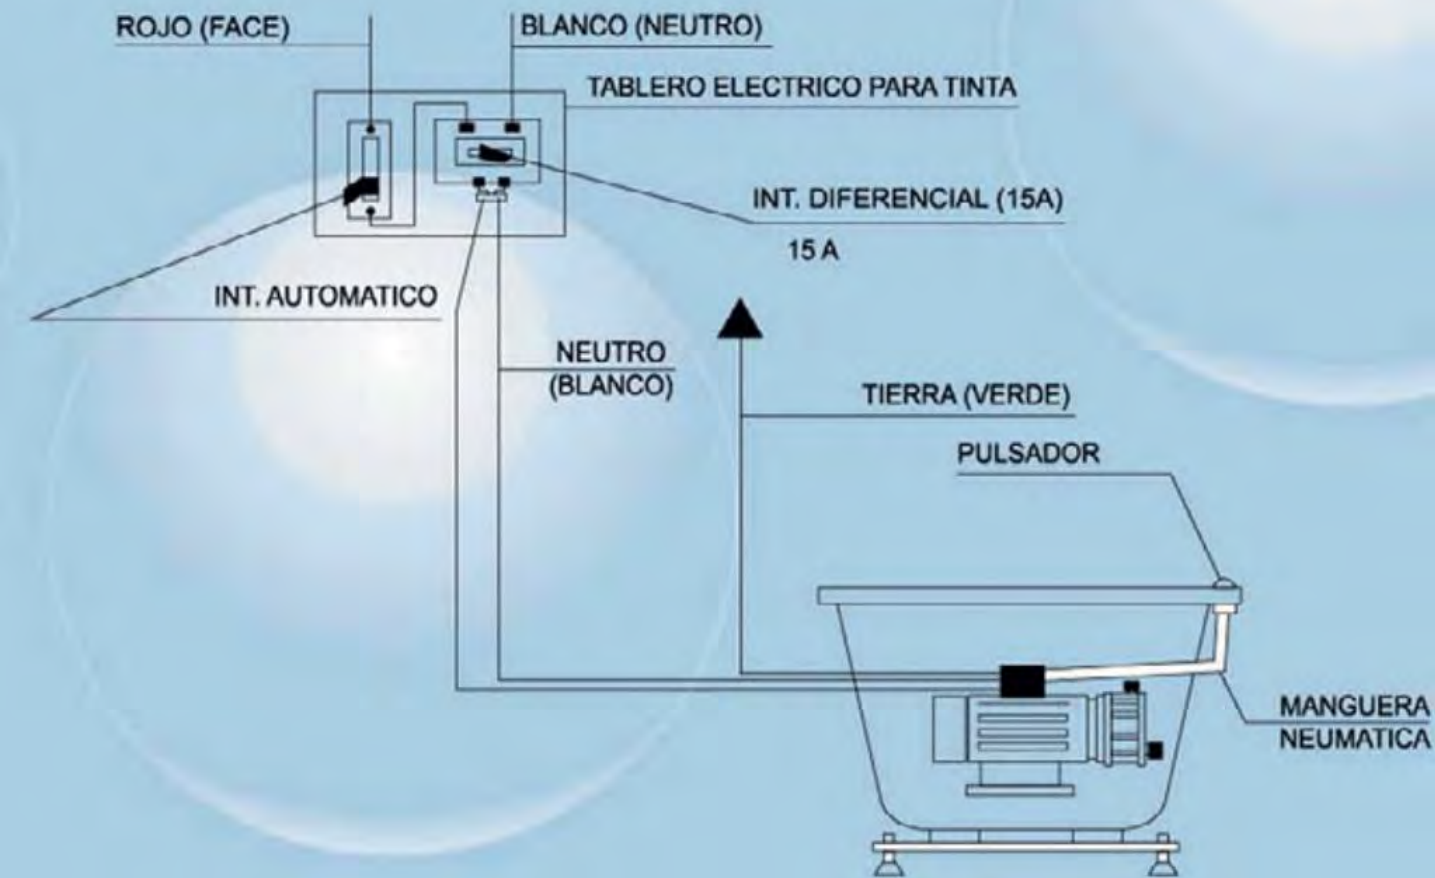 ROJO (FACE)
BLANCO (NEUTRO)
TABLERO ELECTRICO PARA TINTA
INT. DIFERENCIAL (15A)
15 A
INT. AUTOMATICO
NEUTRO
(BLANCO)
TIERRA (VERDE)
PULSADOR
MANGUERA
NEUMATICA